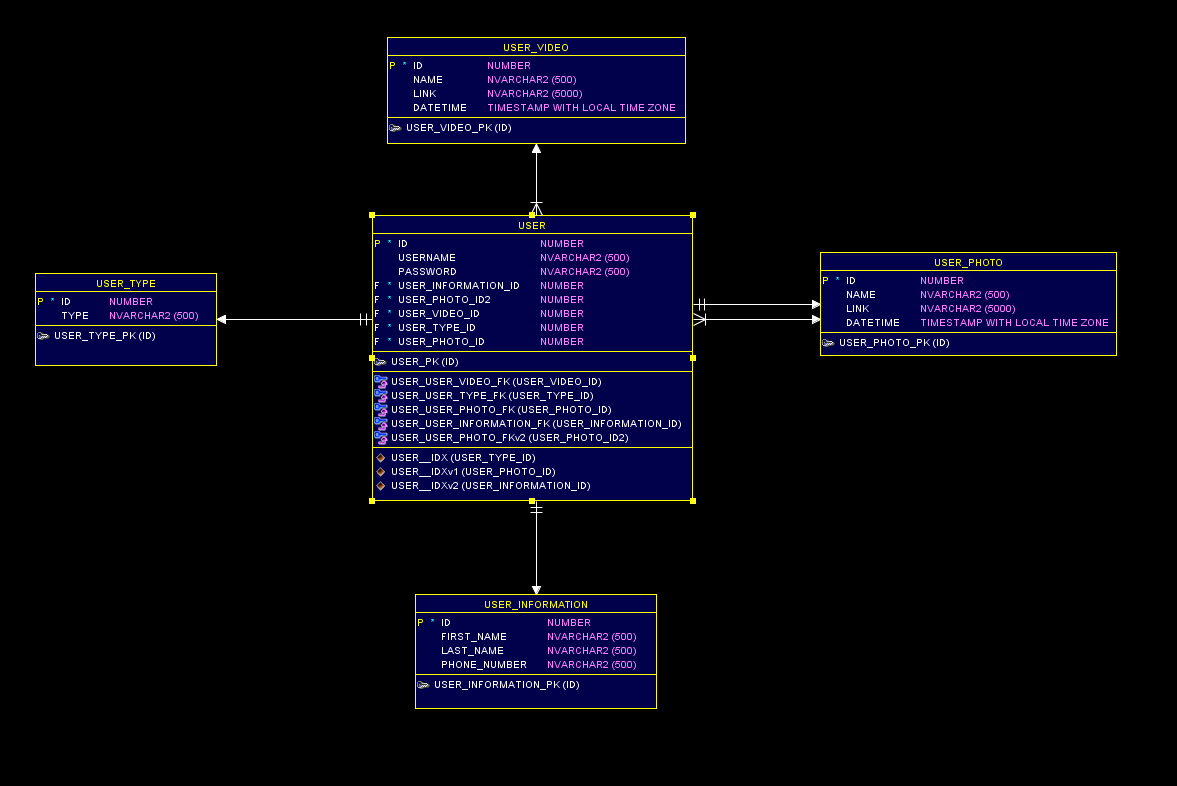 USER_VIDEO
P * ID NUMBER
NAME NVARCHAR2 (500)
LINK NVARCHAR2 (5000)
DATETIME TIMESTAMP WITH LOCAL TIME ZONE
USER_VIDEO_PK (ID)
USER
P * ID NUMBER
USERNAME NVARCHAR2 (500)
PASSWORD NVARCHAR2 (500)
F * USER_INFORMATION_ID NUMBER
F * USER_PHOTO_ID2 NUMBER
F * USER_VIDEO_ID NUMBER
F * USER_TYPE_ID NUMBER
F * USER_PHOTO_ID NUMBER
USER_PK (ID)
USER_USER_VIDEO_FK (USER_VIDEO_ID)
USER_USER_TYPE_FK (USER_TYPE_ID)
USER_USER_PHOTO_FK (USER_PHOTO_ID)
USER_USER_INFORMATION_FK (USER_INFORMATION_ID)
USER_USER_PHOTO_FKv2 (USER_PHOTO_ID2)
USER__IDX (USER_TYPE_ID)
USER__IDXv1 (USER_PHOTO_ID)
USER__IDXv2 (USER_INFORMATION_ID)
USER_TYPE
P * ID NUMBER
TYPE NVARCHAR2 (500)
USER_TYPE_PK (ID)
USER_PHOTO
P * ID NUMBER
NAME NVARCHAR2 (500)
LINK NVARCHAR2 (5000)
DATETIME TIMESTAMP WITH LOCAL TIME ZONE
USER_PHOTO_PK (ID)
USER_INFORMATION
P * ID NUMBER
FIRST_NAME NVARCHAR2 (500)
LAST_NAME NVARCHAR2 (500)
PHONE_NUMBER NVARCHAR2 (500)
USER_INFORMATION_PK (ID)